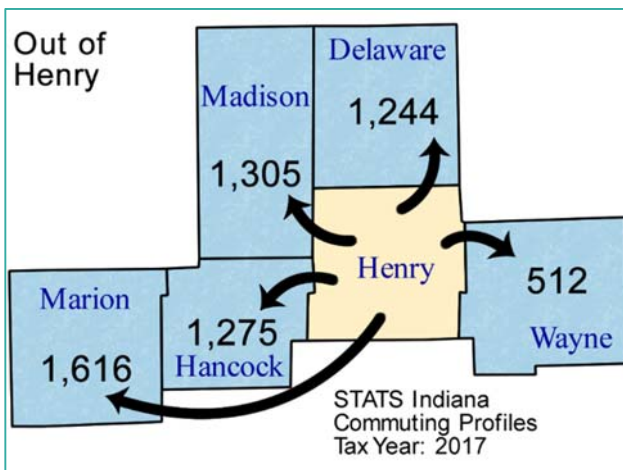 Out of
Henry
Delaware
1,244
Madison
1,305
Henry
512
Wayne
Marion
1,616
1,275
Hancock
STATS Indiana
Commuting Profiles
Tax Year: 2017